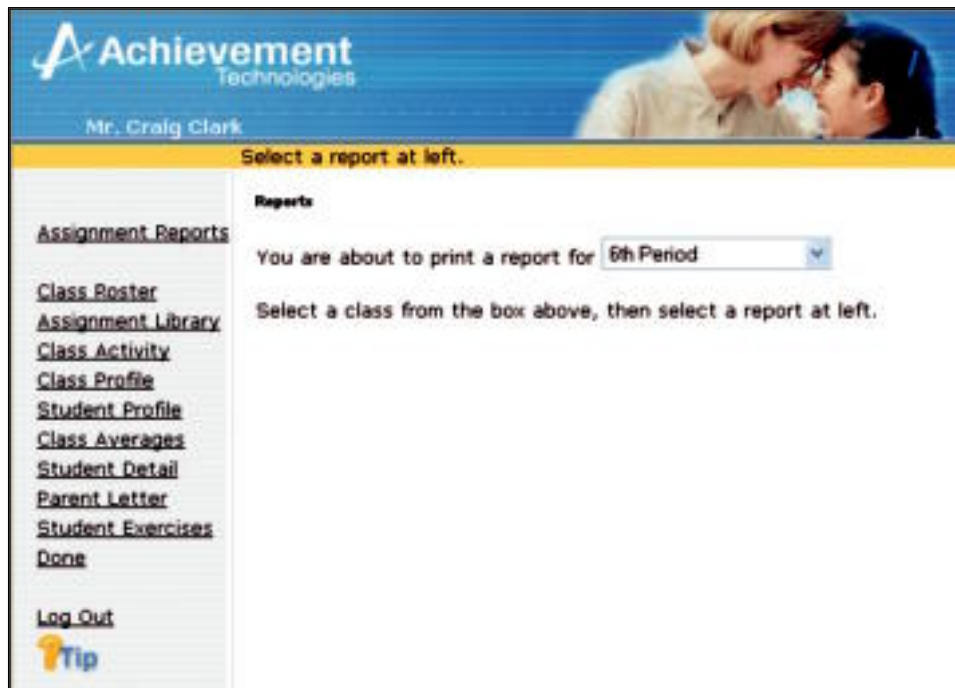 Achievement
Technologies
Mr. Craig Clark
Select a report at left.
Reports
Assignment Reports
You are about to print a report for 6th Period
Class Roster
Select a class from the box above, then select a report at left.
Assignment Library
Class Activity
Class Profile
Student Profile
Class Averages
Student Detail
Parent Letter
Student Exercises
Done
Log Out
Tip